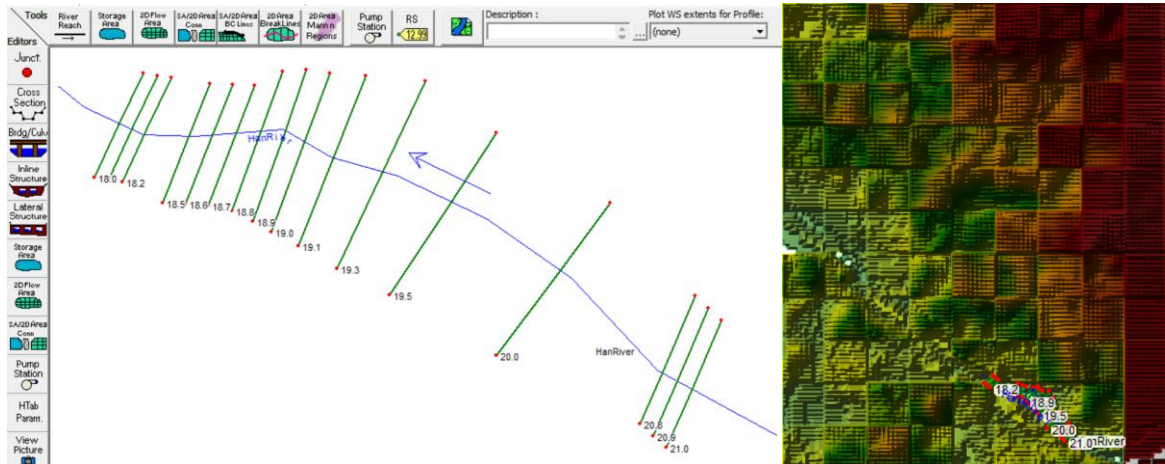 Tools
Editors
River
Reach
Storage
Area
2D Flow
Area
SA/2D Area
Conn
SA/2D Area
BC Lines
2D Area
BreakLines
2D Area
Mann n
Regions
Pump
Station
RS
12.99
Description :
...
Plot WS extents for Profile:
(none)
Junct.
Cross
Section
Brdg/Culv
Inline
Structure
Lateral
Structure
Storage
Area
2D Flow
Area
SA/2D Area
Conn
Pump
Station
HTab
Param.
View
Picture
HanRiv
18.0
18.2
18.5
18.6
18.7
18.8
18.9
19.0
19.1
19.3
19.5
20.0
HanRiver
20.8
20.9
21.0
18.2
18.9
19.5
20.0
21.0
River